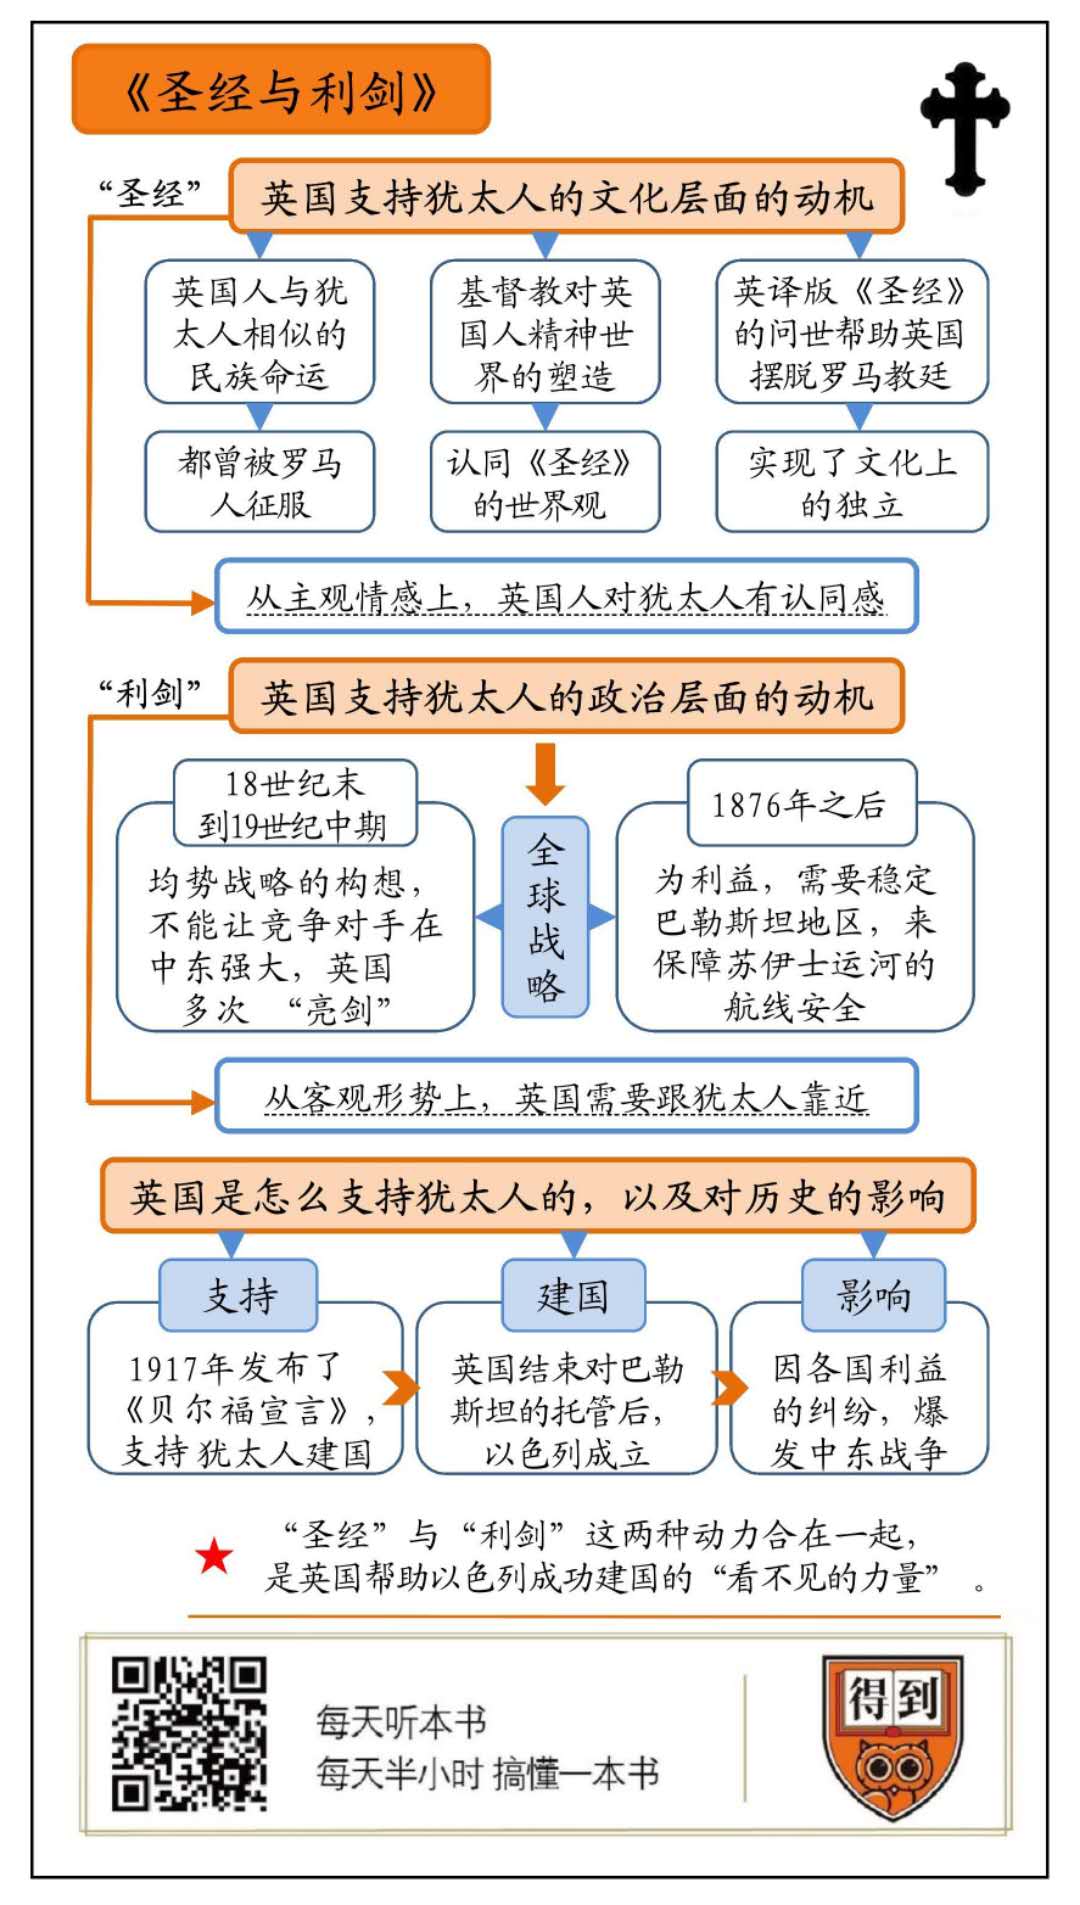 《圣经与利剑》
“圣经”
英国支持犹太人的文化层面的动机
英国人与犹
太人相似的
民族命运
基督教对英
国人精神世
界的塑造
英译版《圣经》
的问世帮助英国
摆脱罗马教廷
都曾被罗马
人征服
认同《圣经》
的世界观
实现了文化上
的独立
从主观情感上，英国人对犹太人有认同感
“利剑”
英国支持犹太人的政治层面的动机
18世纪末
到19世纪中期
均势战略的构想，
不能让竞争对手在
中东强大，英国
多次 “亮剑”
全
球
战
略
1876年之后
为利益，需要稳定
巴勒斯坦地区，来
保障苏伊士运河的
航线安全
从客观形势上，英国需要跟犹太人靠近
英国是怎么支持犹太人的，以及对历史的影响
支持
1917年发布了
《贝尔福宣言》，
支持犹太人建国
建国
英国结束对巴勒
斯坦的托管后，
以色列成立
影响
因各国利益
的纠纷，爆
发中东战争
“圣经”与“利剑”这两种动力合在一起，
是英国帮助以色列成功建国的“看不见的力量” 。
每天听本书
每天半小时 搞懂一本书
得到